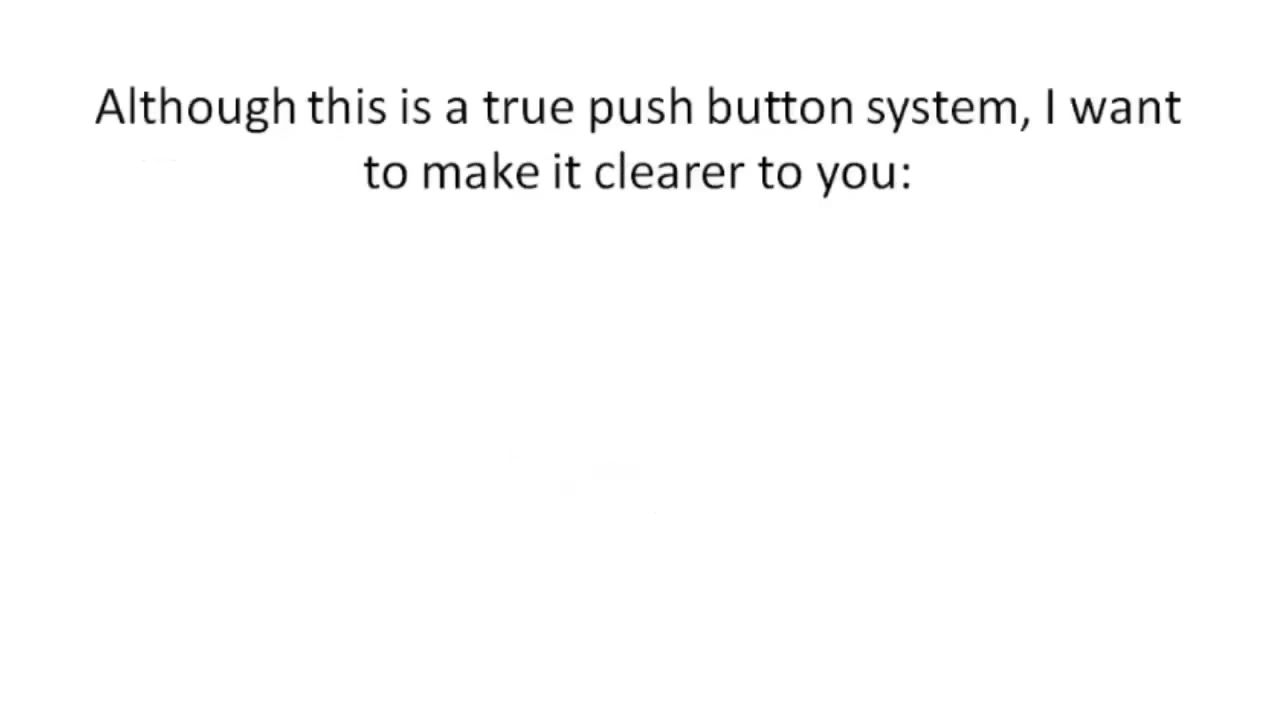 Although this is a true push button system, I want
to make it clearer to you: